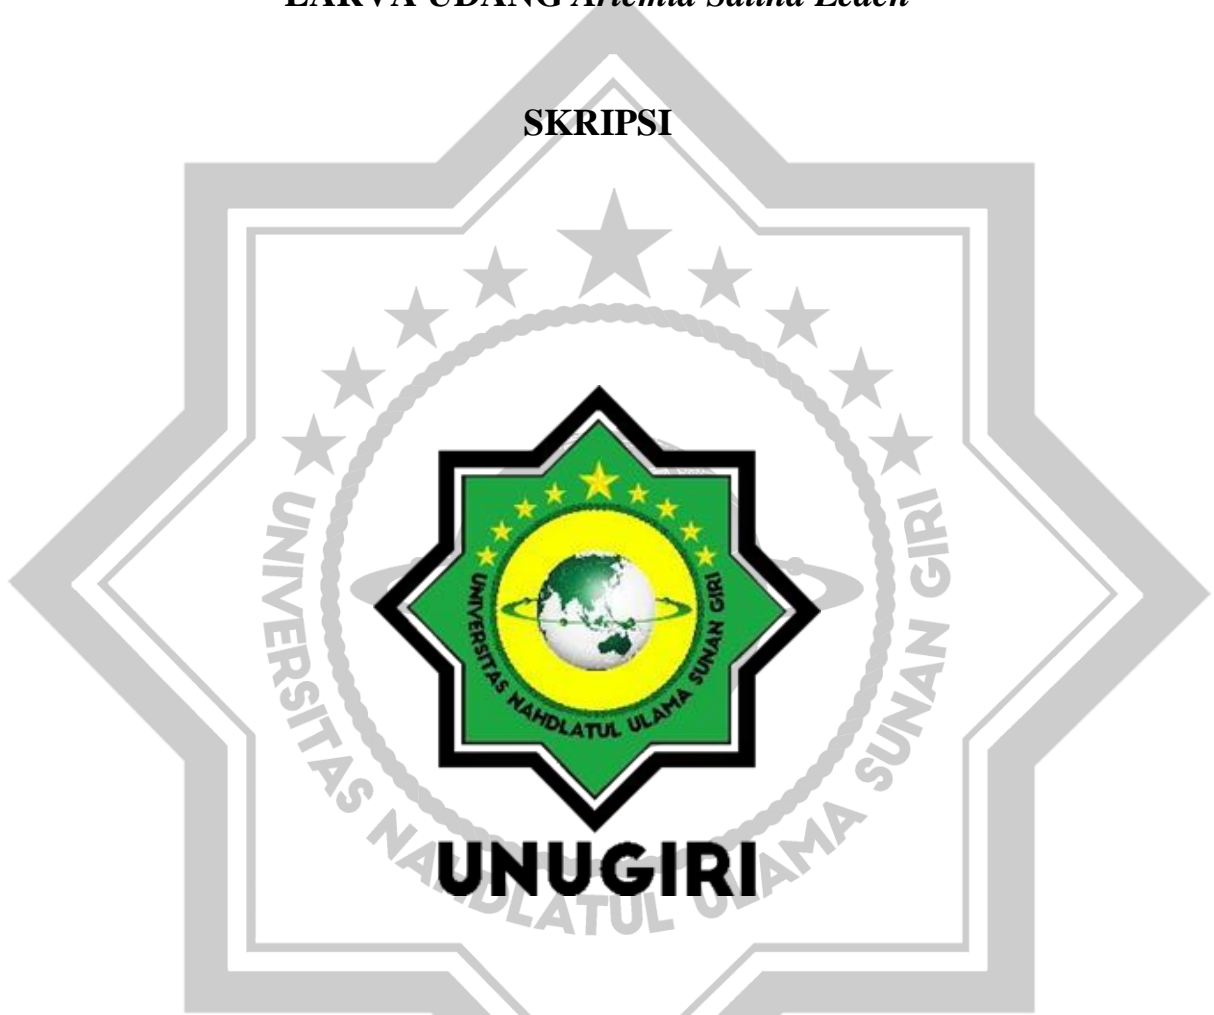 LARVA UDANG Artemia Salina Leach
SKRIPSI
UNIVERSITAS NAHDLATUL ULAMA SUNAN GIRI
UNIVERSITAS NAHDLATUL ULAMA SUNAN GIRI
UNUGIRI